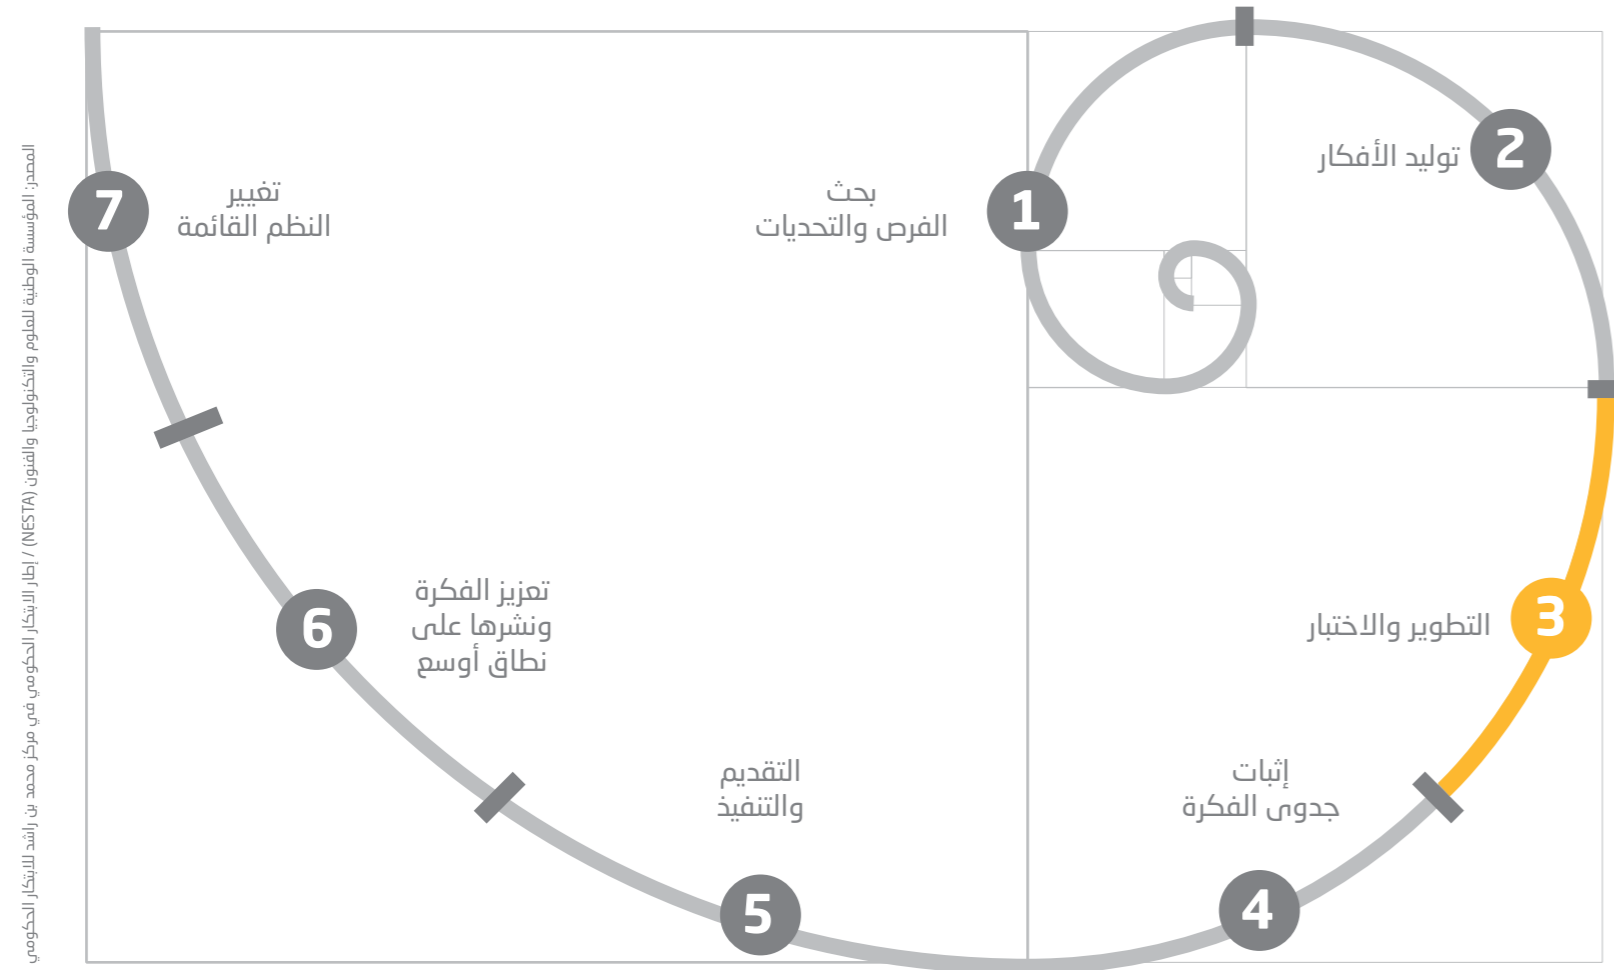 1
بحث
الفرص والتحديات
2
توليد الأفكار
3
التطوير والاختبار
4
إثبات
جدوى الفكرة
5
التقديم
والتنفيذ
6
تعزيز الفكرة
ونشرها على
نطاق أوسع
7
تغيير
النظم القائمة
المصدر: المؤسسة الوطنية للعلوم والتكنولوجيا والفنون (NESTA) / إطار الابتكار الحكومي في مركز محمد بن راشد للابتكار الحكومي